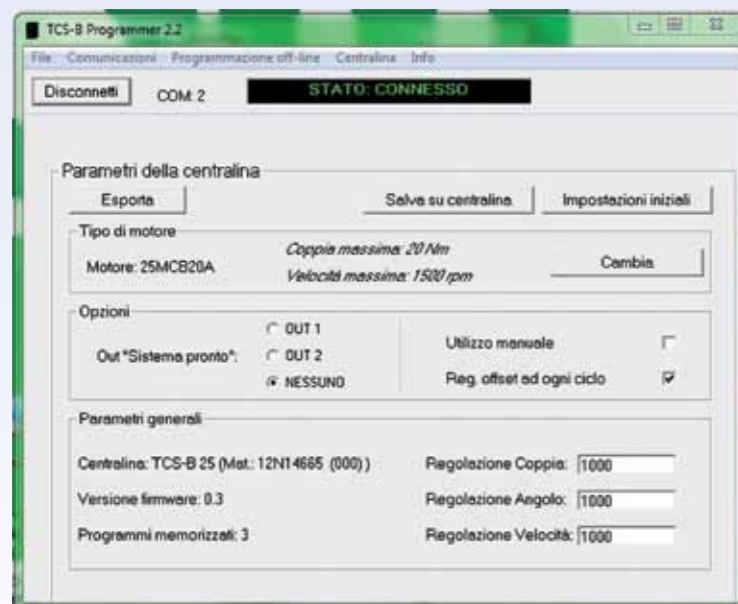 TCS-B Programmer 2.2
File Comunicazioni Programmazione off-line Centralina Info
Disconnetti COM: 2 STATO: CONNESSO
Parametri della centralina
Esporta Salva su centralina Impostazioni iniziali
Tipo di motore
Motore: 25MCB20A Coppia massima: 20 Nm Cambia
Velocità massima: 1500 rpm
Opzioni
Out "Sistema pronto": OUT 1
OUT 2
NESSUNO
Utilizzo manuale
Reg. offset ad ogni ciclo
Parametri generali
Centralina: TCS-B 25 (Mat.: 12N14665 (000) ) Regolazione Coppia: 1000
Versione firmware: 0.3 Regolazione Angolo: 1000
Programmi memorizzati: 3 Regolazione Velocità: 1000